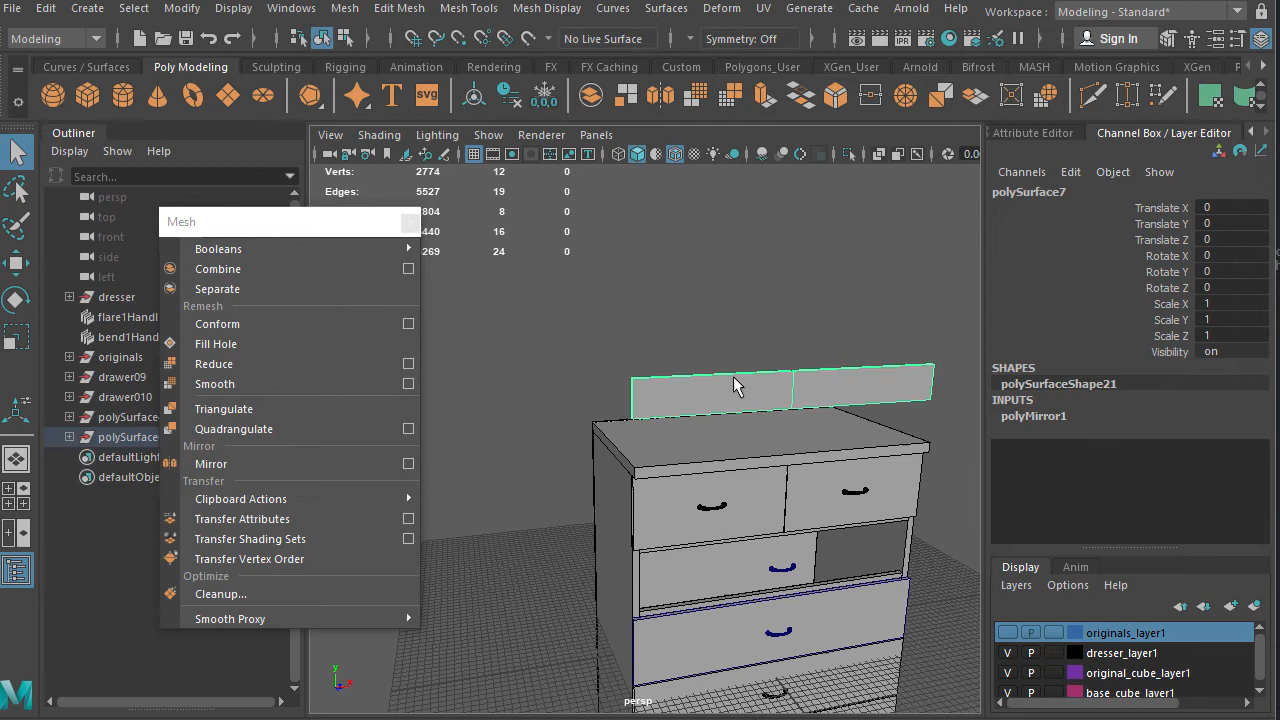 File Edit Create Select Modify Display Windows Mesh Edit Mesh Mesh Tools Mesh Display Curves Surfaces Deform UV Generate Cache Arnold Help Workspace : Modeling - Standard*
Modeling No Live Surface Symmetry: Off Sign In
Curves / Surfaces Poly Modeling Sculpting Rigging Animation Rendering FX FX Caching Custom Polygons_User XGen_User Arnold Bifrost MASH Motion Graphics XGen
T svg 0,0,0
Outliner
Display Show Help
Search...
persp
top
front
side
left
dresser
flare1Handl
bend1Hand
originals
drawer09
drawer010
polySurface
polySurface
defaultLigh
defaultObje
Mesh
Booleans
Combine
Separate
Remesh
Conform
Fill Hole
Reduce
Smooth
Triangulate
Quadrangulate
Mirror
Mirror
Transfer
Clipboard Actions
Transfer Attributes
Transfer Shading Sets
Transfer Vertex Order
Optimize
Cleanup...
Smooth Proxy
View Shading Lighting Show Renderer Panels
0.0
Verts: 2774 12 0
Edges: 5527 19 0
804 8 0
440 16 0
269 24 0
y
x
persp
Attribute Editor Channel Box / Layer Editor
Channels Edit Object Show
polySurface7
Translate X 0
Translate Y 0
Translate Z 0
Rotate X 0
Rotate Y 0
Rotate Z 0
Scale X 1
Scale Y 1
Scale Z 1
Visibility on
SHAPES
polySurfaceShape21
INPUTS
polyMirror1
Display Anim
Layers Options Help
P originals_layer1
V P dresser_layer1
V P original_cube_layer1
V P base_cube_layer1